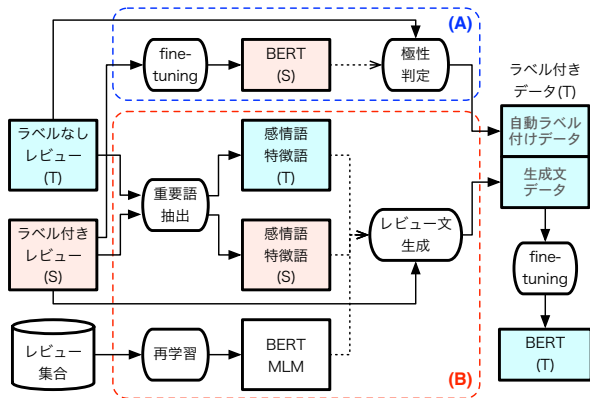 (A)
fine-
tuning
BERT
(S)
極性
判定
ラベル付き
データ(T)
自動ラベル
付けデータ
生成文
データ
ラベルなし
レビュー
(T)
感情語
特徴語
(T)
重要語
抽出
ラベル付き
レビュー
(S)
感情語
特徴語
(S)
レビュー文
生成
fine-
tuning
レビュー
集合
再学習
BERT
MLM
(B)
BERT
(T)